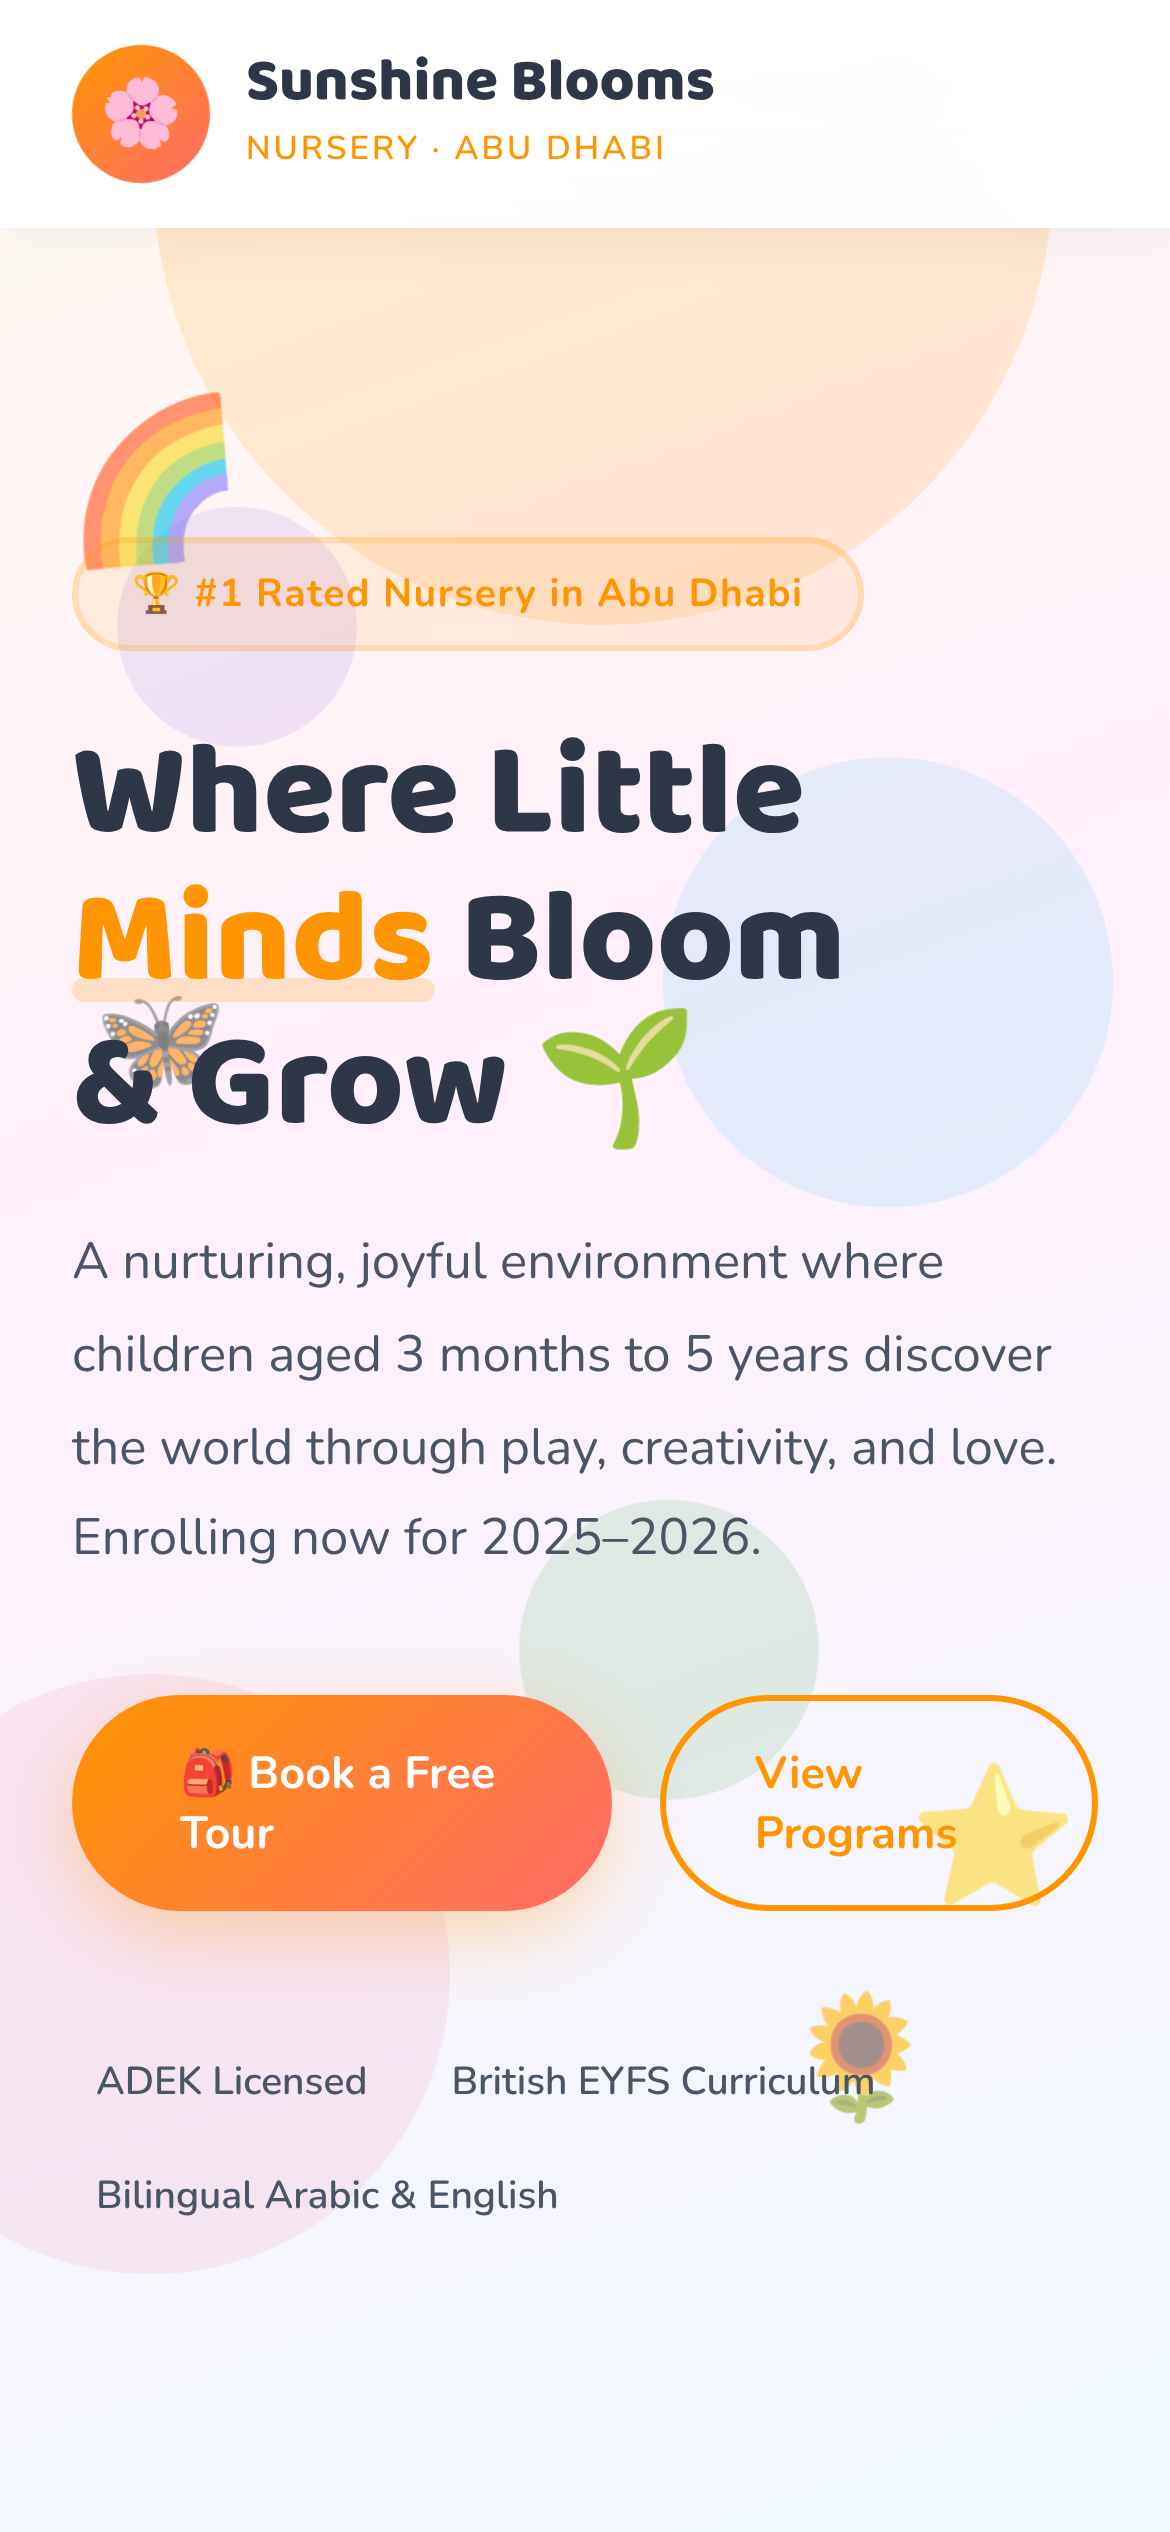 Sunshine Blooms
NURSERY · ABU DHABI
🏆 #1 Rated Nursery in Abu Dhabi
Where Little
Minds Bloom
& Grow 🌱
A nurturing, joyful environment where
children aged 3 months to 5 years discover
the world through play, creativity, and love.
Enrolling now for 2025–2026.
🎒 Book a Free
Tour
View
Programs
ADEK Licensed
British EYFS Curriculum
Bilingual Arabic & English